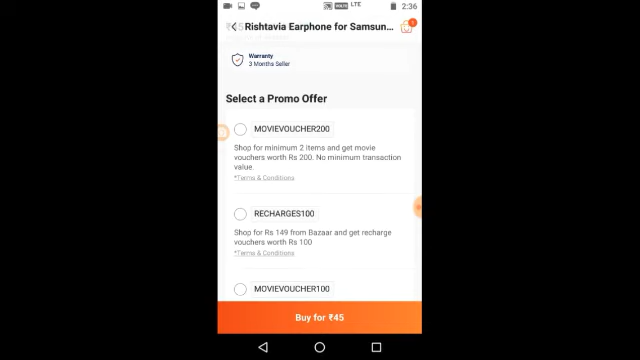 VOLTE LTE 2:36
Rishtavia Earphone for Samsun...
Warranty
3 Months Seller
Select a Promo Offer
MOVIEVOUCHER200
Shop for minimum 2 items and get movie
vouchers worth Rs 200. No minimum transaction
value.
*Terms & Conditions
RECHARGES100
Shop for Rs 149 from Bazaar and get recharge
vouchers worth Rs 100
*Terms & Conditions
MOVIEVOUCHER100
Buy for ₹45